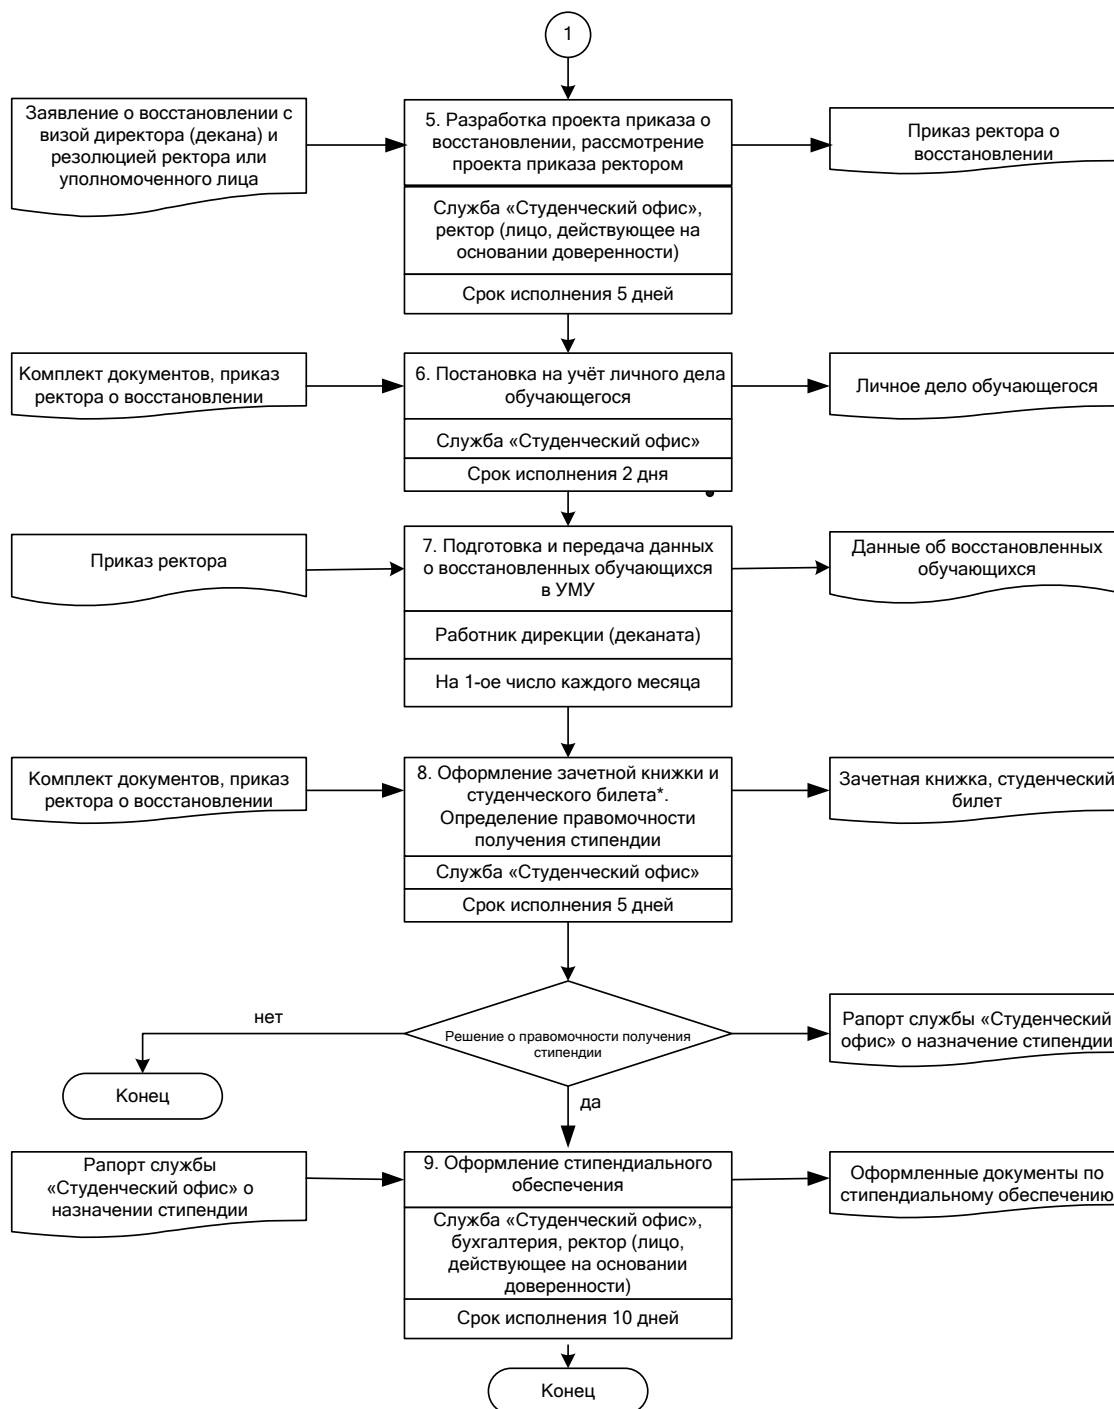 1
Заявление о восстановлении с
визой директора (декана) и
резолюцией ректора или
уполномоченного лица
5. Разработка проекта приказа о
восстановлении, рассмотрение
проекта приказа ректором
Приказ ректора о
восстановлении
Служба «Студенческий офис»,
ректор (лицо, действующее на
основании доверенности)
Срок исполнения 5 дней
Комплект документов, приказ
ректора о восстановлении
6. Постановка на учёт личного дела
обучающегося
Личное дело обучающегося
Служба «Студенческий офис»
Срок исполнения 2 дня
Приказ ректора
7. Подготовка и передача данных
о восстановленных обучающихся
в УМУ
Данные об восстановленных
обучающихся
Работник дирекции (деканата)
На 1-ое число каждого месяца
Комплект документов, приказ
ректора о восстановлении
8. Оформление зачетной книжки и
студенческого билета*.
Определение правомочности
получения стипендии
Зачетная книжка, студенческий
билет
Служба «Студенческий офис»
Срок исполнения 5 дней
нет
Решение о правомочности получения
стипендии
Рапорт службы «Студенческий
офис» о назначение стипендии
Конец
да
Рапорт службы
«Студенческий офис» о
назначении стипендии
9. Оформление стипендиального
обеспечения
Оформленные документы по
стипендиальному обеспечению
Служба «Студенческий офис»,
бухгалтерия, ректор (лицо,
действующее на основании
доверенности)
Срок исполнения 10 дней
Конец